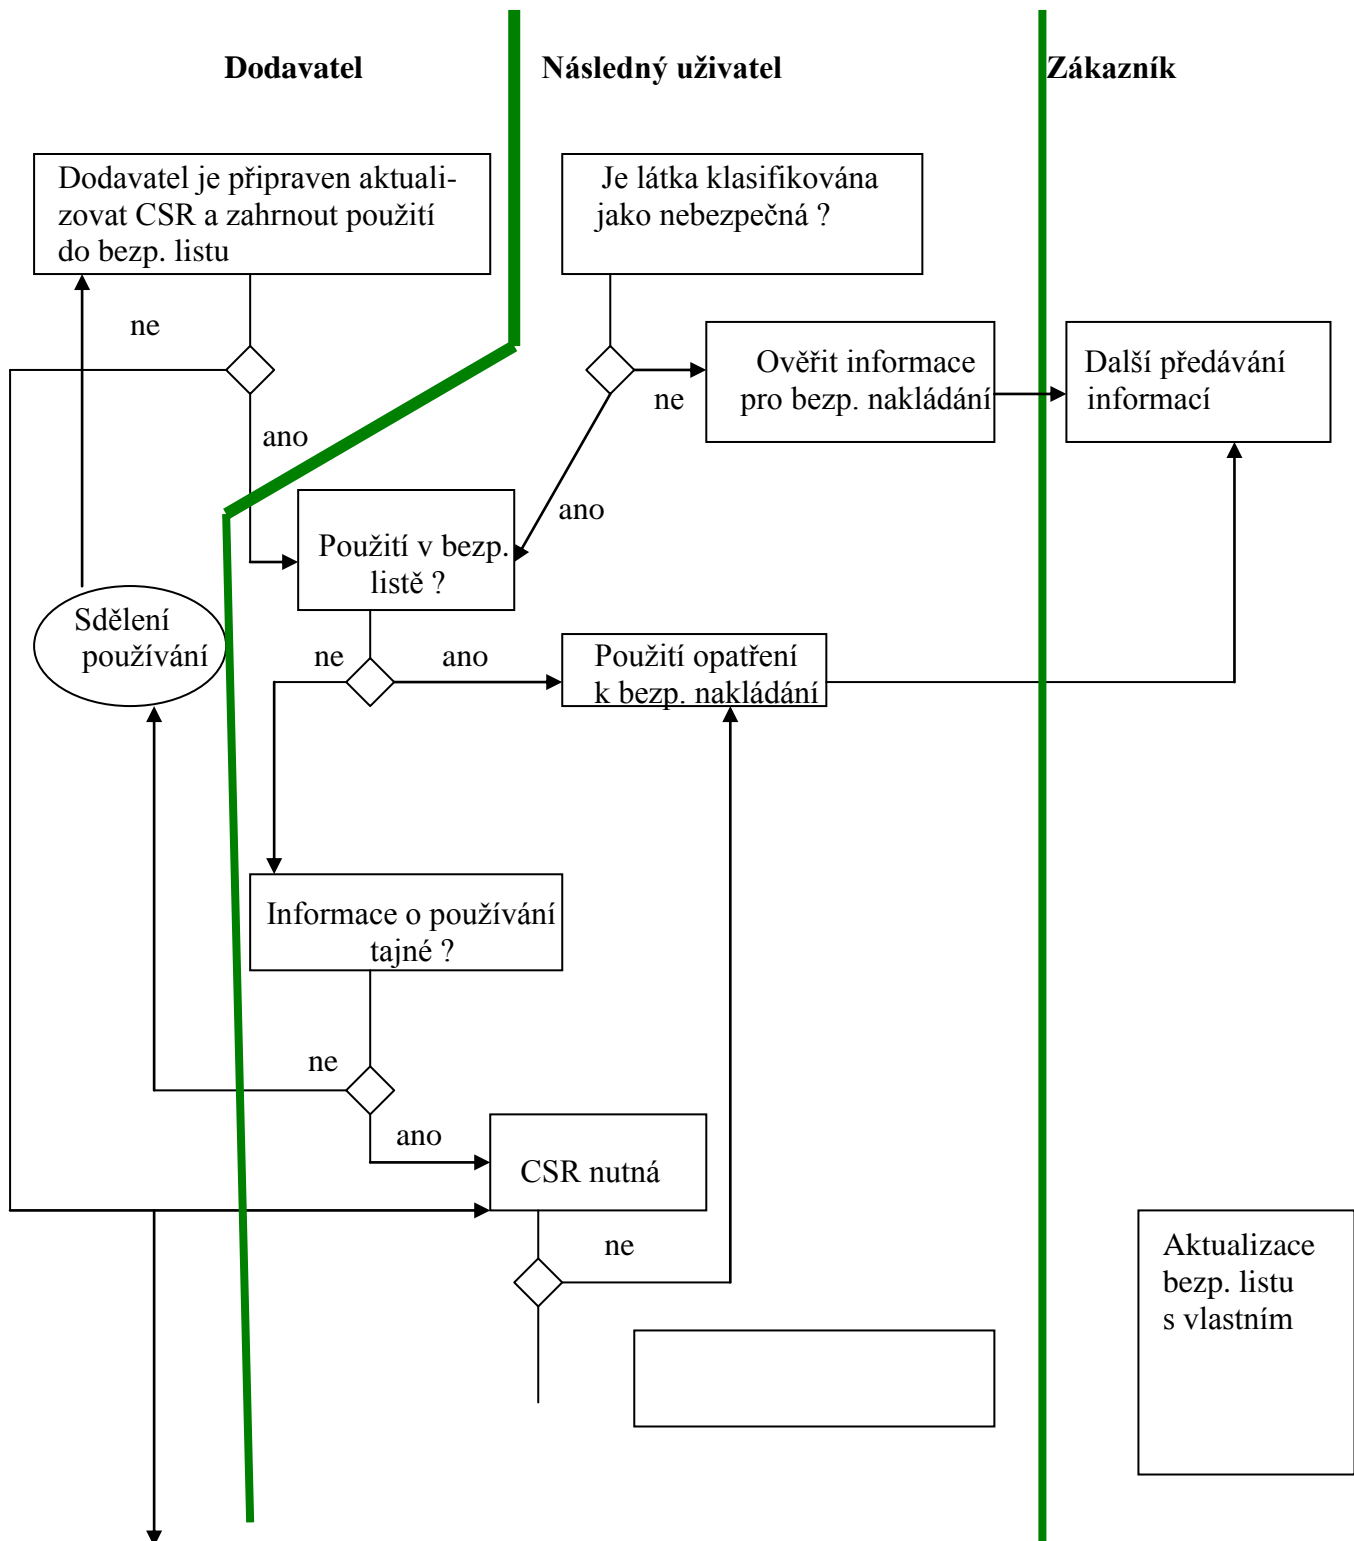 Dodavatel
Následný uživatel
Zákazník
Dodavatel je připraven aktuali-
zovat CSR a zahrnout použití
do bezp. listu
Je látka klasifikována
jako nebezpečná ?
ne
Ověřit informace
pro bezp. nakládání
ne
Další předávání
informací
ano
ano
Použití v bezp.
listě ?
Sdělení
používání
ne
ano
Použití opatření
k bezp. nakládání
Informace o používání
tajné ?
ne
ano
CSR nutná
ne
Aktualizace
bezp. listu
s vlastním